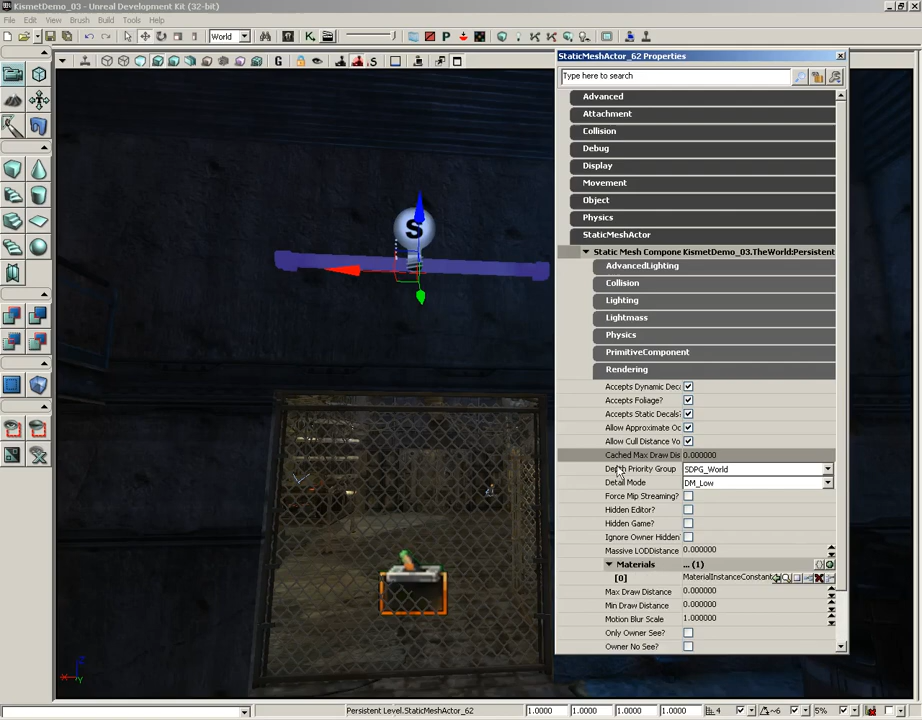 KismetDemo_03 - Unreal Development Kit (32-bit)
File Edit View Brush Build Tools Help
World
StaticMeshActor_62 Properties
Type here to search
Advanced
Attachment
Collision
Debug
Display
Movement
Object
Physics
StaticMeshActor
Static Mesh Compone KismetDemo_03.TheWorld:Persistent
AdvancedLighting
Collision
Lighting
Lightmass
Physics
PrimitiveComponent
Rendering
Accepts Dynamic Deca
Accepts Foliage?
Accepts Static Decals?
Allow Approximate Oc
Allow Cull Distance Vo
Cached Max Draw Dis 0.000000
Depth Priority Group SDPG_World
Detail Mode DM_Low
Force Mip Streaming?
Hidden Editor?
Hidden Game?
Ignore Owner Hidden
Massive LODDistance 0.000000
Materials ... (1)
[0] MaterialInstanceConstant
Max Draw Distance 0.000000
Min Draw Distance 0.000000
Motion Blur Scale 1.000000
Only Owner See?
Owner No See?
S
Z
X
Y
Persistent Level.StaticMeshActor_62
1.0000 1.0000 1.0000 1.0000 4 ~6 5%